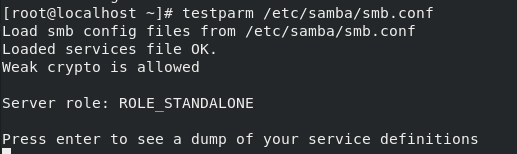 [root@localhost ~]# testparm /etc/samba/smb.conf
Load smb config files from /etc/samba/smb.conf
Loaded services file OK.
Weak crypto is allowed
Server role: ROLE_STANDALONE
Press enter to see a dump of your service definitions